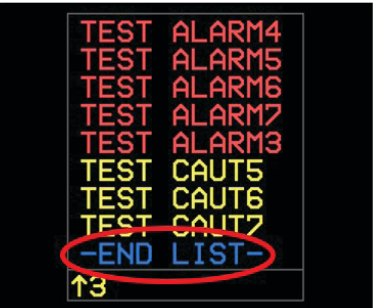 TEST ALARM4
TEST ALARM5
TEST ALARM6
TEST ALARM7
TEST ALARM3
TEST CAUT5
TEST CAUT6
TEST CAUT7
-END LIST-
↑3